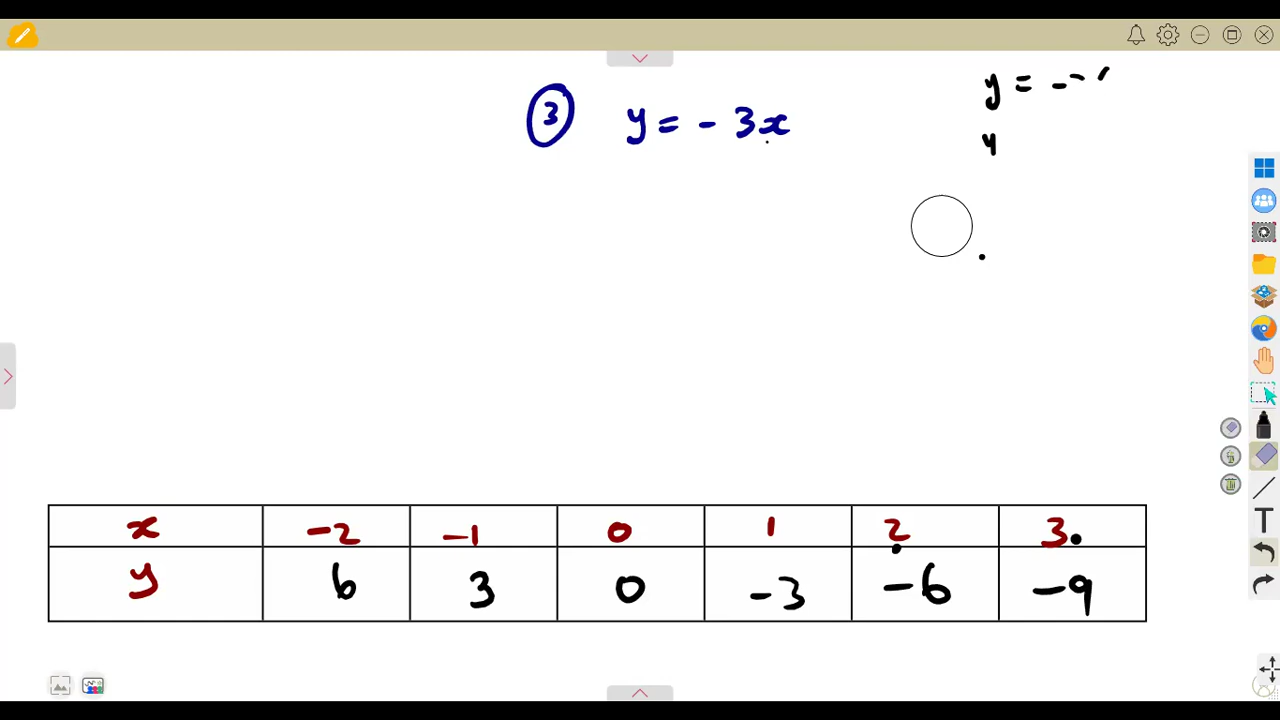 3 y = - 3x
y =
y
x -2 -1 0 1 2 3
y 6 3 0 -3 -6 -9